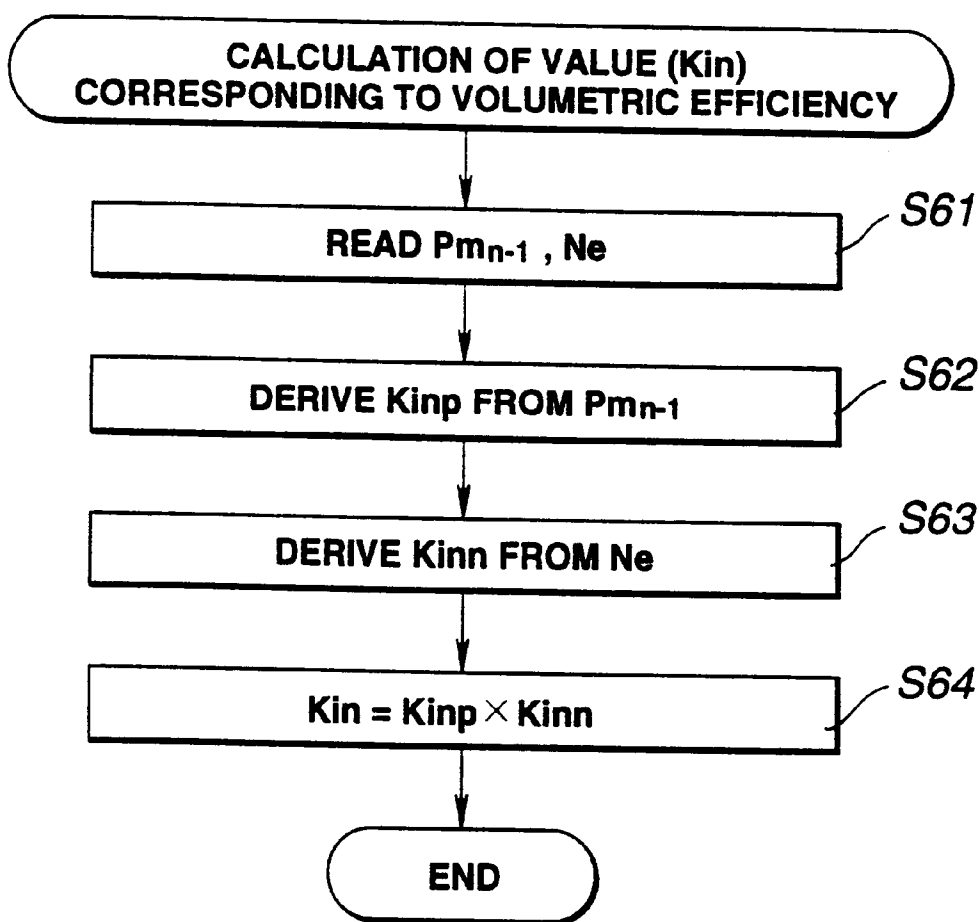 CALCULATION OF VALUE (Kin)
CORRESPONDING TO VOLUMETRIC EFFICIENCY
S61
READ Pmn-1 , Ne
S62
DERIVE Kinp FROM Pmn-1
S63
DERIVE Kinn FROM Ne
S64
Kin = Kinp × Kinn
END